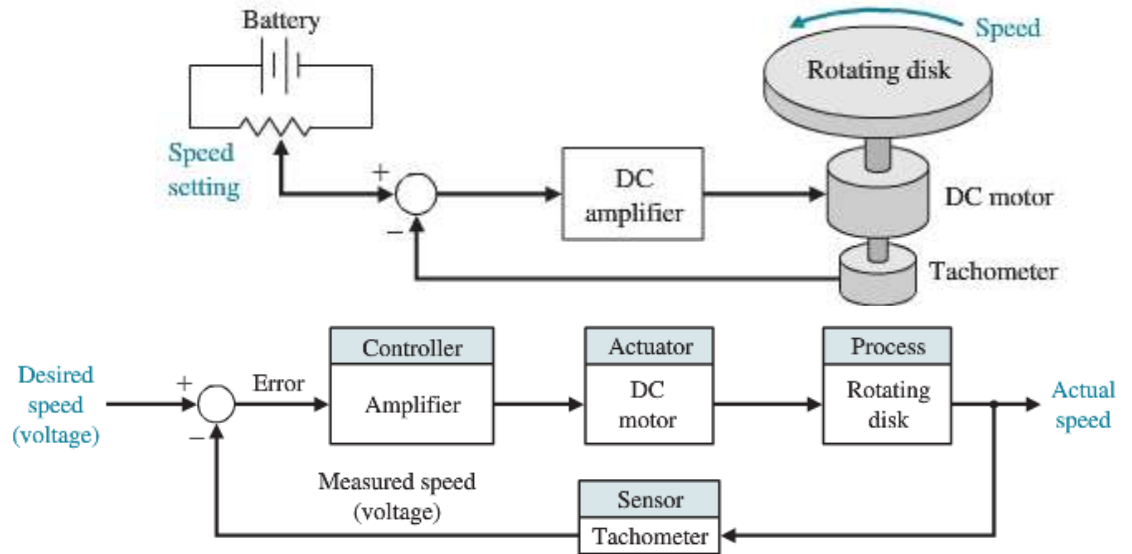 Battery
Speed
Rotating disk
Speed
setting
+
−
DC
amplifier
DC motor
Tachometer
Controller
Actuator
Process
Desired
speed
(voltage)
+
−
Error
Amplifier
DC
motor
Rotating
disk
Actual
speed
Measured speed
(voltage)
Sensor
Tachometer